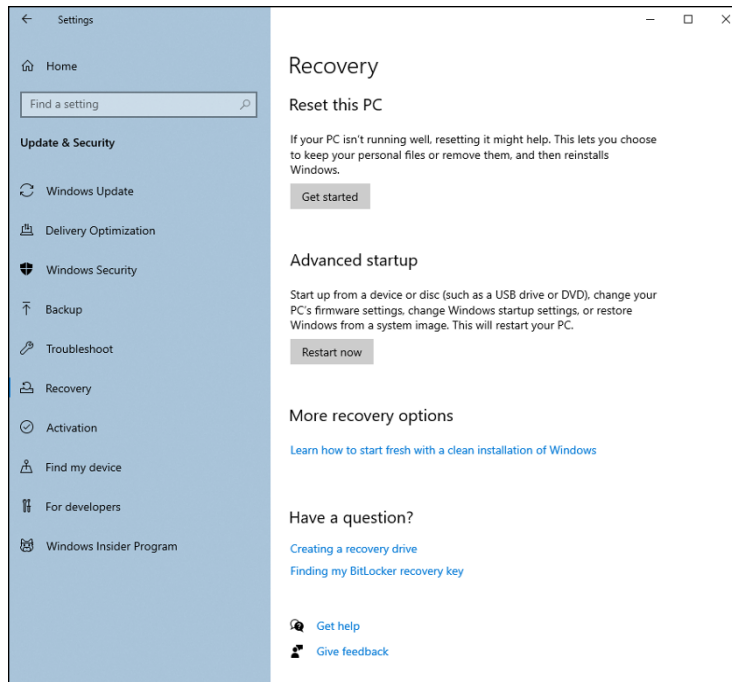 Settings
Home
Find a setting
Update & Security
Windows Update
Delivery Optimization
Windows Security
Backup
Troubleshoot
Recovery
Activation
Find my device
For developers
Windows Insider Program
Recovery
Reset this PC
If your PC isn't running well, resetting it might help. This lets you choose
to keep your personal files or remove them, and then reinstalls
Windows.
Get started
Advanced startup
Start up from a device or disc (such as a USB drive or DVD), change your
PC's firmware settings, change Windows startup settings, or restore
Windows from a system image. This will restart your PC.
Restart now
More recovery options
Learn how to start fresh with a clean installation of Windows
Have a question?
Creating a recovery drive
Finding my BitLocker recovery key
Get help
Give feedback